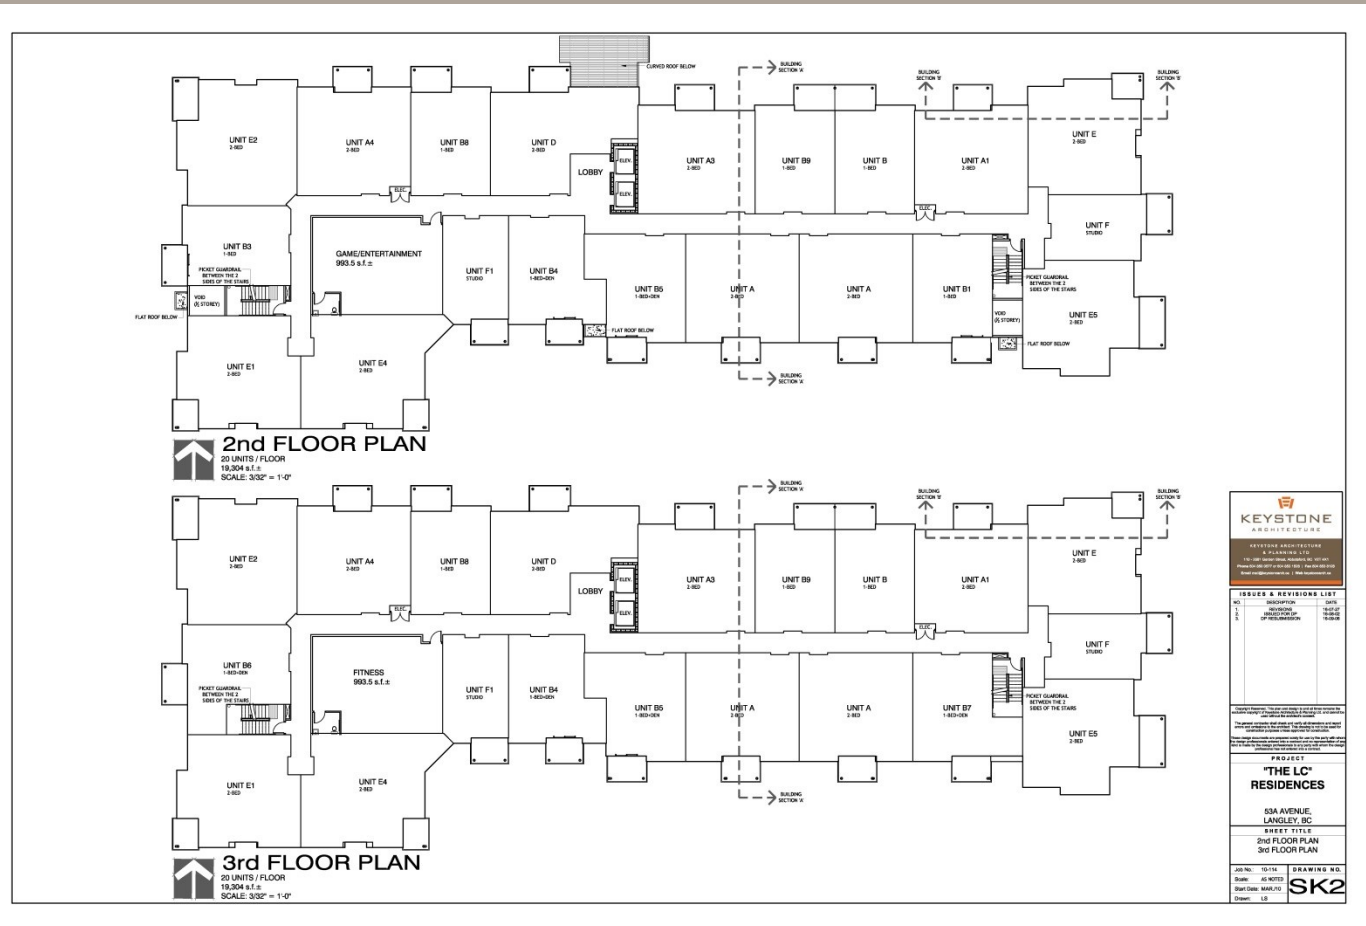 CURVED ROOF BELOW
BUILDING
SECTION 'A'
BUILDING
SECTION 'B'
BUILDING
SECTION 'B'
UNIT E2
2-BED
UNIT A4
2-BED
UNIT B8
1-BED
UNIT D
2-BED
LOBBY
ELEV.
ELEV.
UNIT A3
2-BED
UNIT B9
1-BED
UNIT B
1-BED
UNIT A1
2-BED
UNIT E
2-BED
ELEC.
ELEC.
UNIT F
STUDIO
UNIT B3
1-BED
PICKET GUARDRAIL
BETWEEN THE 2
SIDES OF THE STAIRS
VOID
FLAT ROOF BELOW
GAME/ENTERTAINMENT
993.5 s.f.±
UNIT F1
STUDIO
UNIT B4
1-BED+DEN
UNIT B5
1-BED+DEN
UNIT A
2-BED
UNIT A
2-BED
UNIT B1
1-BED
PICKET GUARDRAIL
BETWEEN THE 2
SIDES OF THE STAIRS
VOID
FLAT ROOF BELOW
FLAT ROOF BELOW
UNIT E5
2-BED
UNIT E1
2-BED
UNIT E4
2-BED
BUILDING
SECTION 'A'
2nd FLOOR PLAN
20 UNITS / FLOOR
19,304 s.f.±
SCALE: 3/32" = 1'-0"
BUILDING
SECTION 'A'
BUILDING
SECTION 'B'
BUILDING
SECTION 'B'
UNIT E2
2-BED
UNIT A4
2-BED
UNIT B8
1-BED
UNIT D
2-BED
LOBBY
ELEV.
ELEV.
UNIT A3
2-BED
UNIT B9
1-BED
UNIT B
1-BED
UNIT A1
2-BED
UNIT E
2-BED
ELEC.
ELEC.
UNIT F
STUDIO
UNIT B6
1-BED+DEN
PICKET GUARDRAIL
BETWEEN THE 2
SIDES OF THE STAIRS
FITNESS
993.5 s.f.±
UNIT F1
STUDIO
UNIT B4
1-BED+DEN
UNIT B5
1-BED+DEN
UNIT A
2-BED
UNIT A
2-BED
UNIT B7
1-BED+DEN
PICKET GUARDRAIL
BETWEEN THE 2
SIDES OF THE STAIRS
UNIT E5
2-BED
UNIT E1
2-BED
UNIT E4
2-BED
BUILDING
SECTION 'A'
3rd FLOOR PLAN
20 UNITS / FLOOR
19,304 s.f.±
SCALE: 3/32" = 1'-0"
KEYSTONE
ARCHITECTURE
KEYSTONE ARCHITECTURE
& PLANNING LTD
ISSUES & REVISIONS LIST
NO. DESCRIPTION DATE
1. REVISIONS
2. ISSUED FOR DP
3. DP RESUBMISSION
PROJECT
"THE LC"
RESIDENCES
53A AVENUE,
LANGLEY, BC
SHEET TITLE
2nd FLOOR PLAN
3rd FLOOR PLAN
Job No.: 10-114
Scale: AS NOTED
Start Date: MAR./10
Drawn: LS
DRAWING NO.
SK2